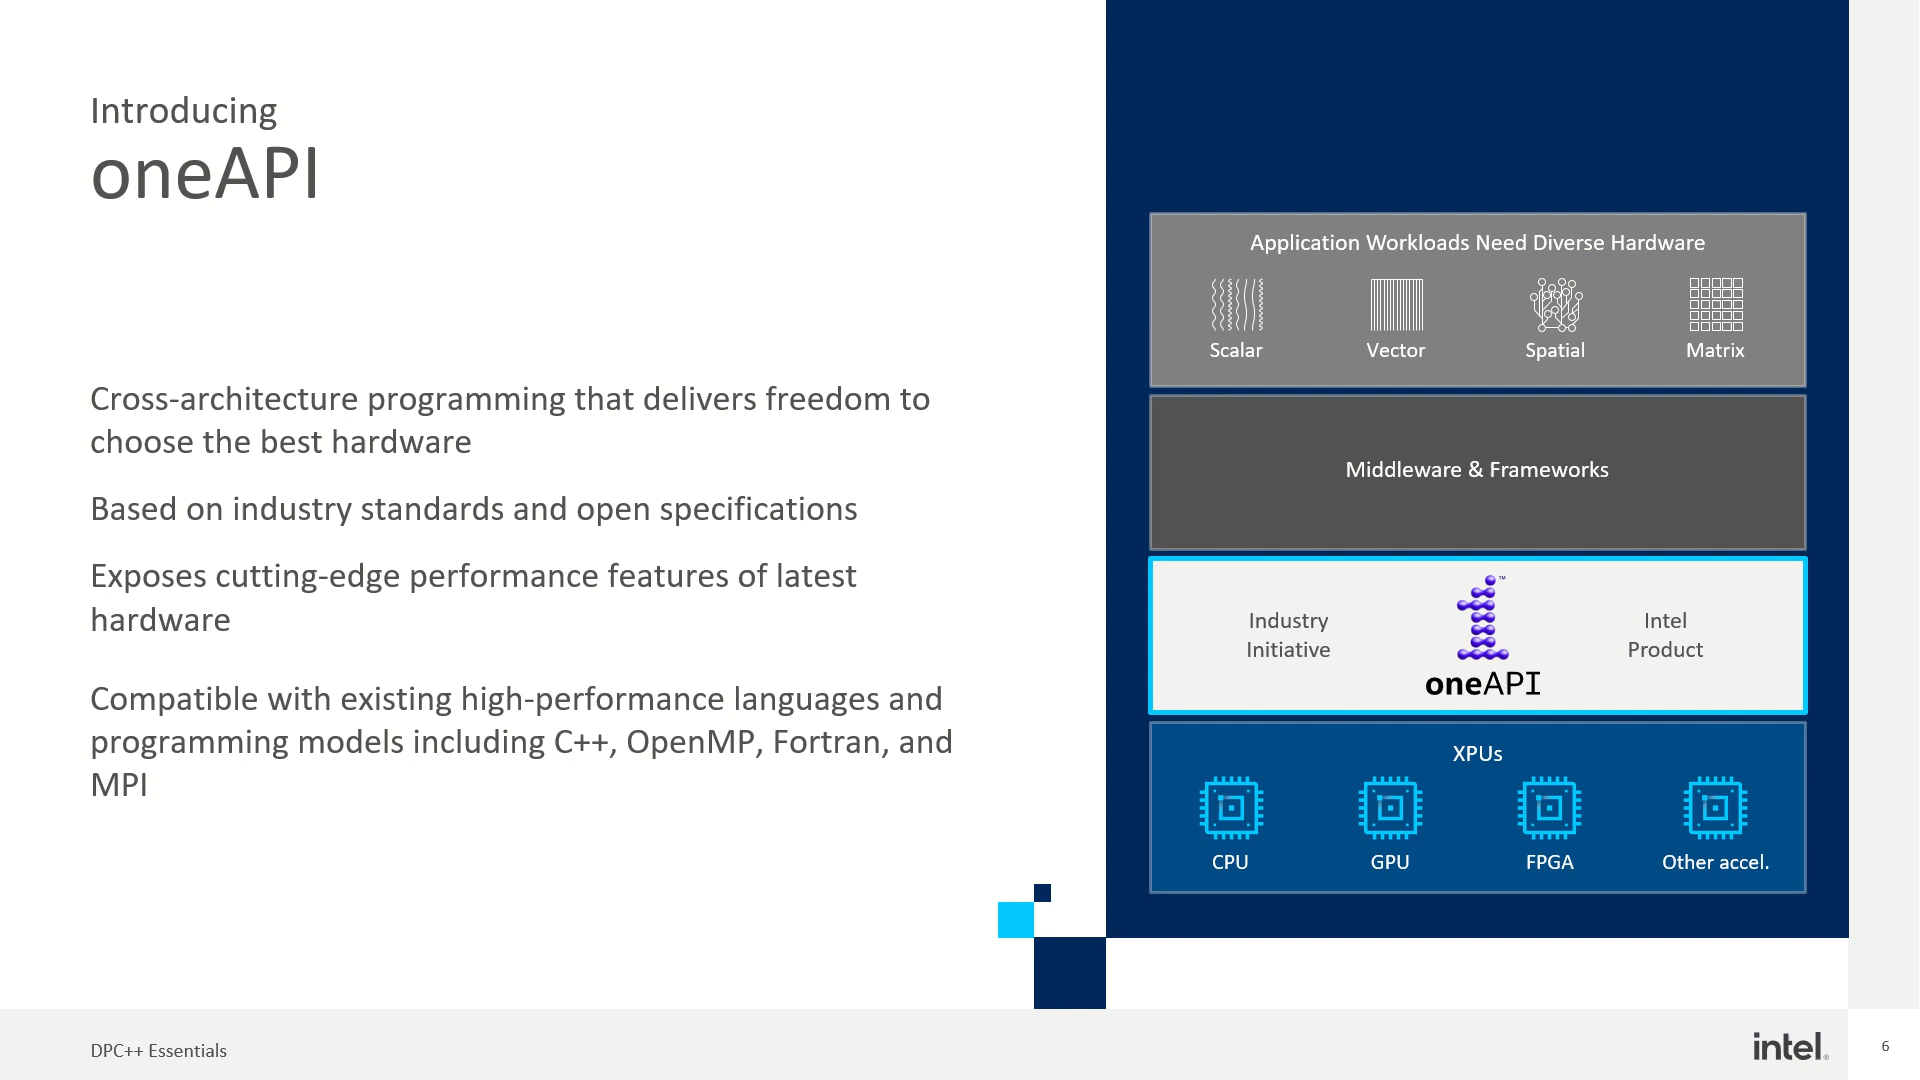 Introducing
oneAPI
Cross-architecture programming that delivers freedom to
choose the best hardware
Based on industry standards and open specifications
Exposes cutting-edge performance features of latest
hardware
Compatible with existing high-performance languages and
programming models including C++, OpenMP, Fortran, and
MPI
Application Workloads Need Diverse Hardware
Scalar Vector Spatial Matrix
Middleware & Frameworks
Industry
Initiative
™
oneAPI
Intel
Product
XPUs
CPU GPU FPGA Other accel.
DPC++ Essentials
intel®
6